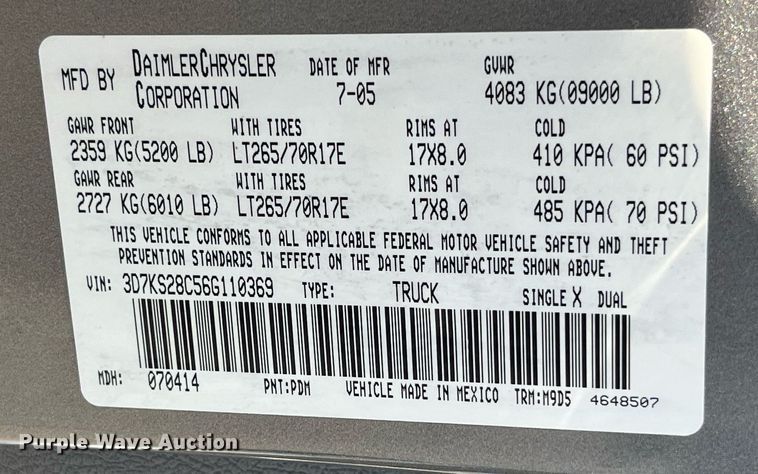 MFD BY DAIMLERCHRYSLER CORPORATION DATE OF MFR 7-05 GVWR 4083 KG(09000 LB)
GAWR FRONT WITH TIRES RIMS AT COLD
2359 KG(5200 LB) LT265/70R17E 17X8.0 410 KPA( 60 PSI)
GAWR REAR WITH TIRES RIMS AT COLD
2727 KG(6010 LB) LT265/70R17E 17X8.0 485 KPA( 70 PSI)
THIS VEHICLE CONFORMS TO ALL APPLICABLE FEDERAL MOTOR VEHICLE SAFETY AND THEFT
PREVENTION STANDARDS IN EFFECT ON THE DATE OF MANUFACTURE SHOWN ABOVE.
VIN: 3D7KS28C56G110369 TYPE: TRUCK SINGLE X DUAL
MDH: 070414 PNT:PDM VEHICLE MADE IN MEXICO TRM:M9D5 4648507
Purple Wave Auction